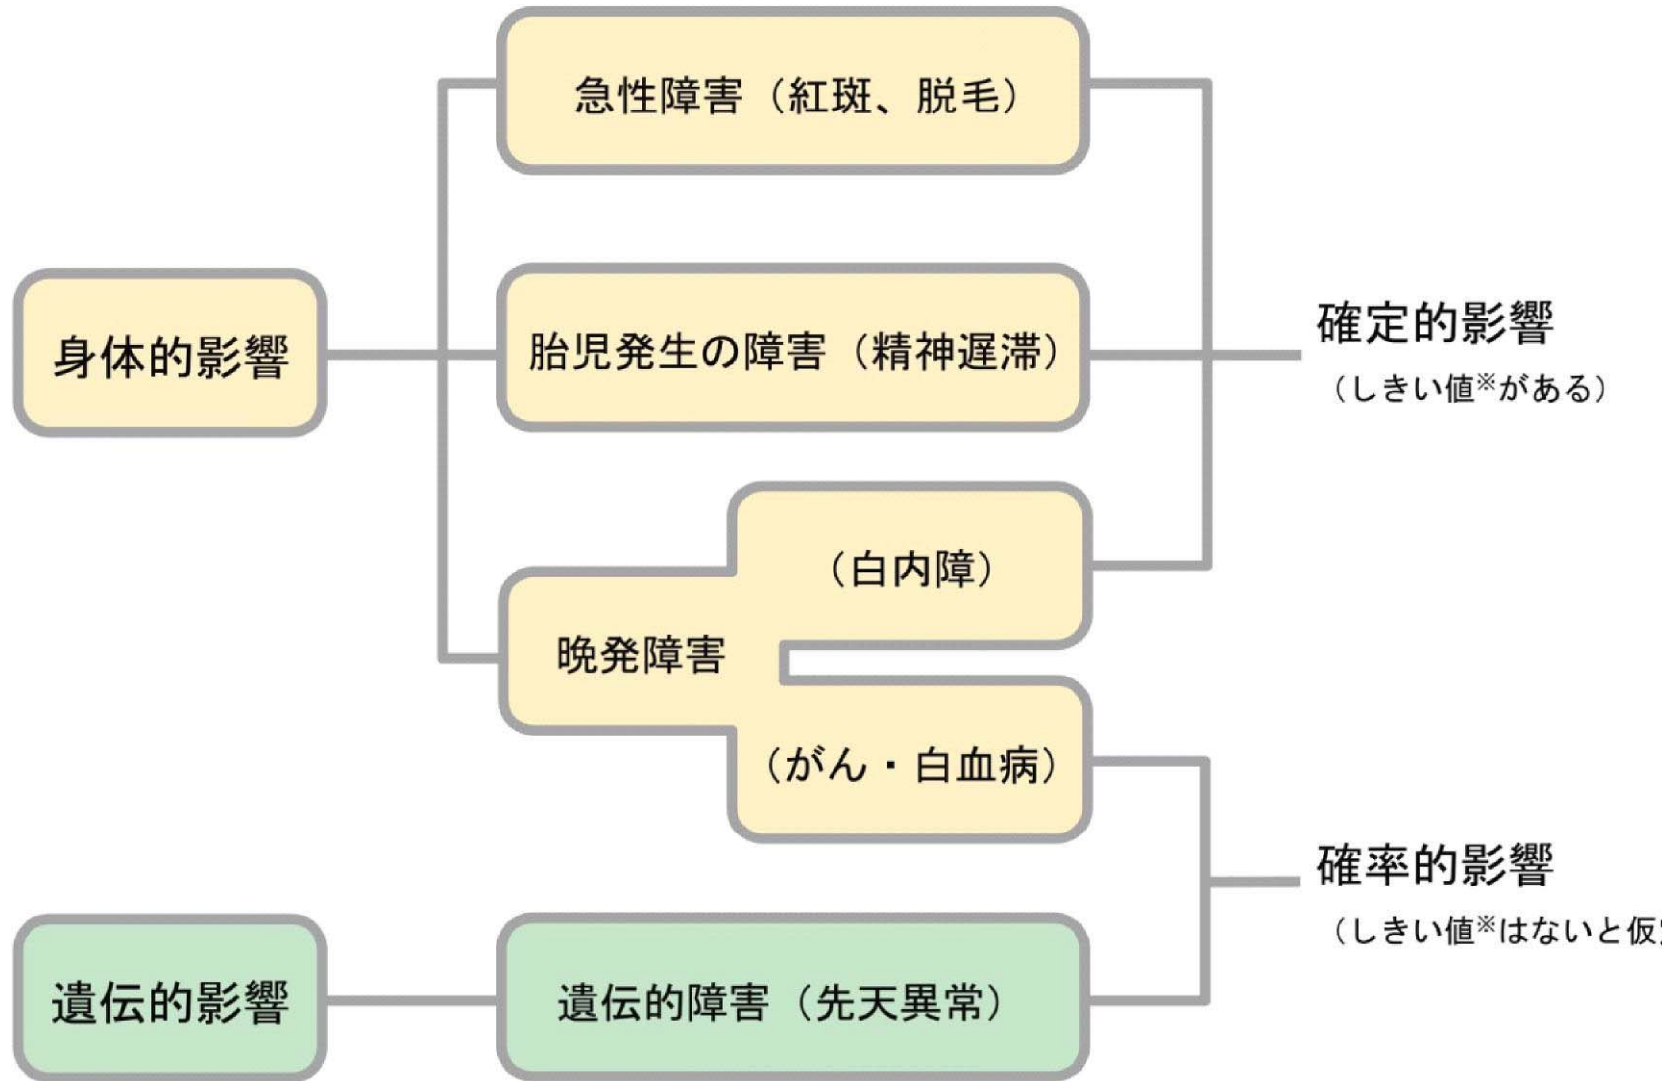 急性障害（紅斑、脱毛）
身体的影響
胎児発生の障害（精神遅滞）
確定的影響
（しきい値※がある）
（白内障）
晩発障害
（がん・白血病）
確率的影響
（しきい値※はないと仮
遺伝的影響
遺伝的障害（先天異常）